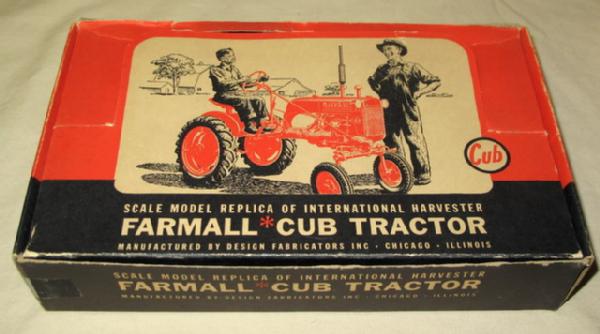 Cub
SCALE MODEL REPLICA OF INTERNATIONAL HARVESTER
FARMALL*CUB TRACTOR
MANUFACTURED BY DESIGN FABRICATORS INC · CHICAGO · ILLINOIS
SCALE MODEL REPLICA OF INTERNATIONAL HARVESTER
FARMALL*CUB TRACTOR
MANUFACTURED BY DESIGN FABRICATORS INC · CHICAGO · ILLINOIS